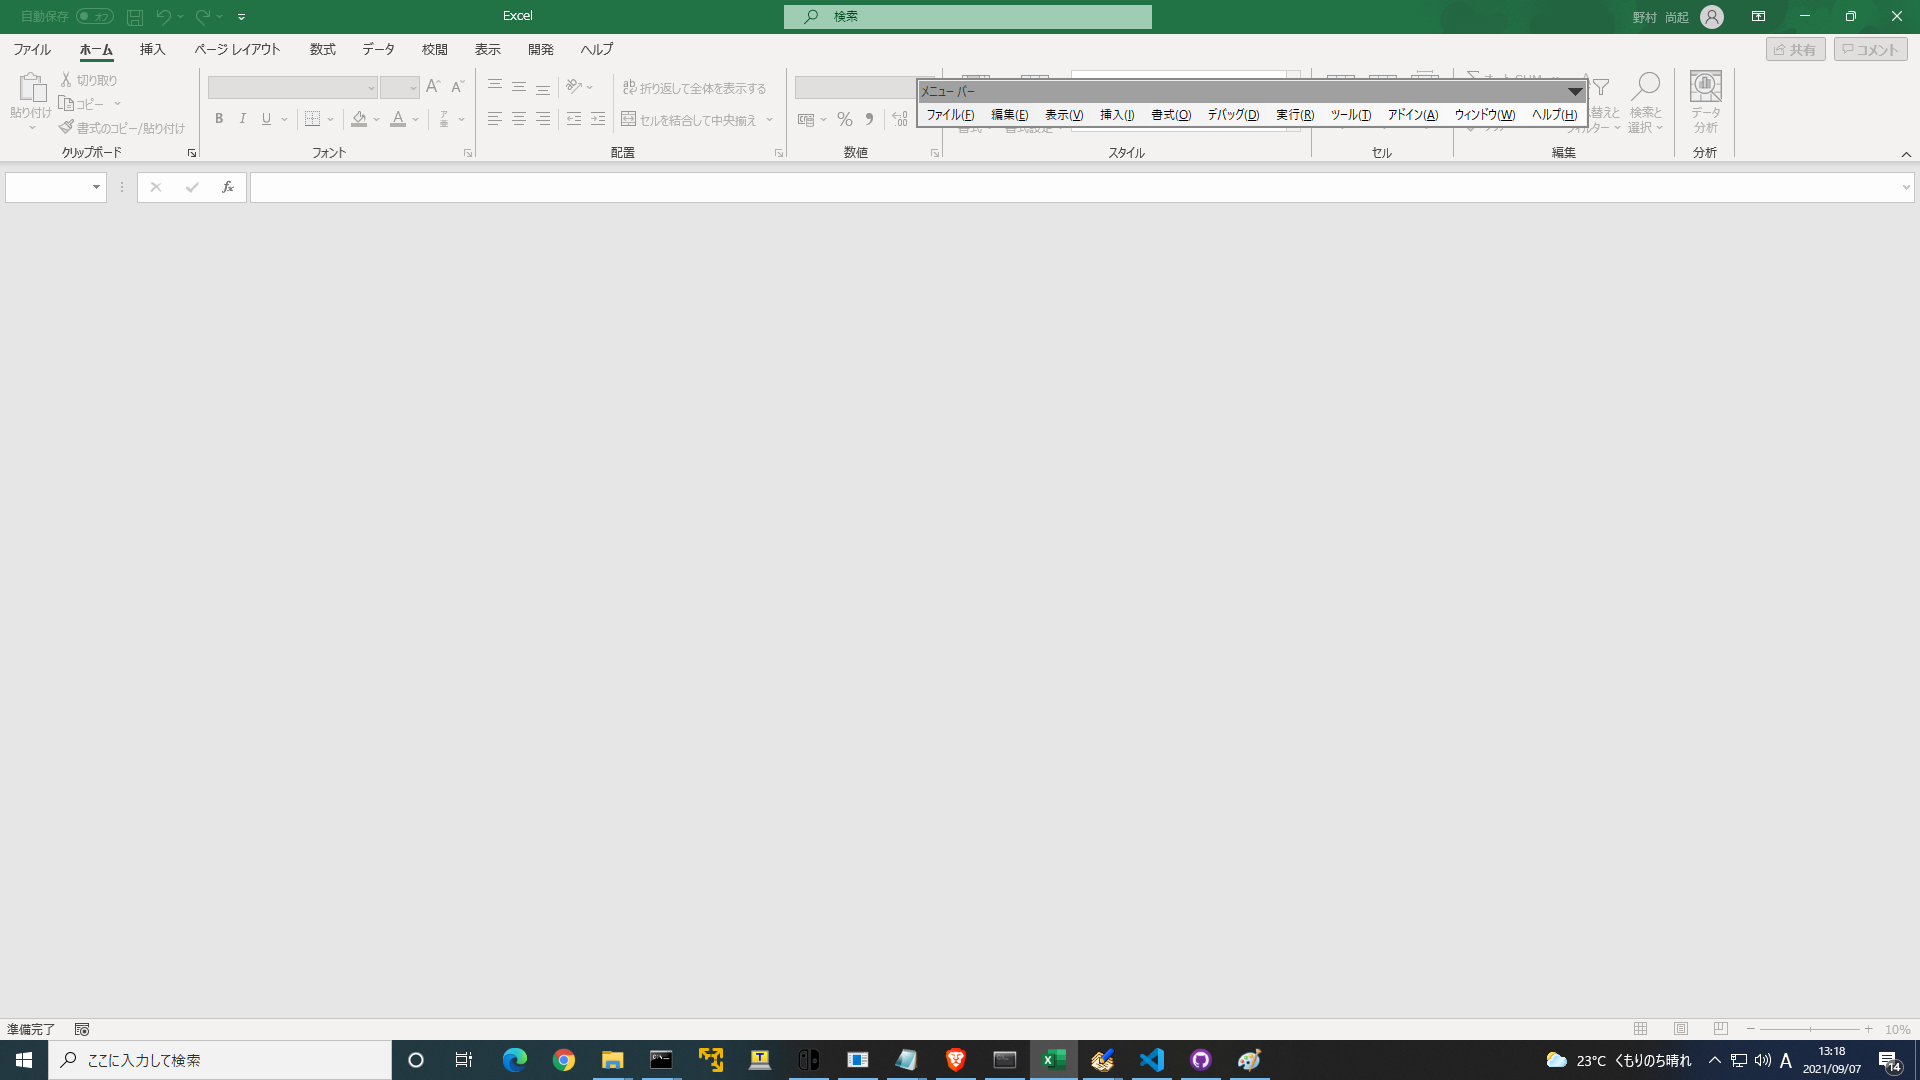 自動保存 オフ
Excel
検索
野村 尚起
ファイル ホーム 挿入 ページ レイアウト 数式 データ 校閲 表示 開発 ヘルプ
共有 コメント
貼り付け
切り取り
コピー
書式のコピー/貼り付け
クリップボード
B I U
フォント
折り返して全体を表示する
セルを結合して中央揃え
配置
数値
メニュー バー
ファイル(F) 編集(E) 表示(V) 挿入(I) 書式(O) デバッグ(D) 実行(R) ツール(T) アドイン(A) ウィンドウ(W) ヘルプ(H)
スタイル
セル
検索と
選択
編集
データ
分析
分析
fx
準備完了
10%
ここに入力して検索
23°C くもりのち晴れ
A
13:18
2021/09/07
14